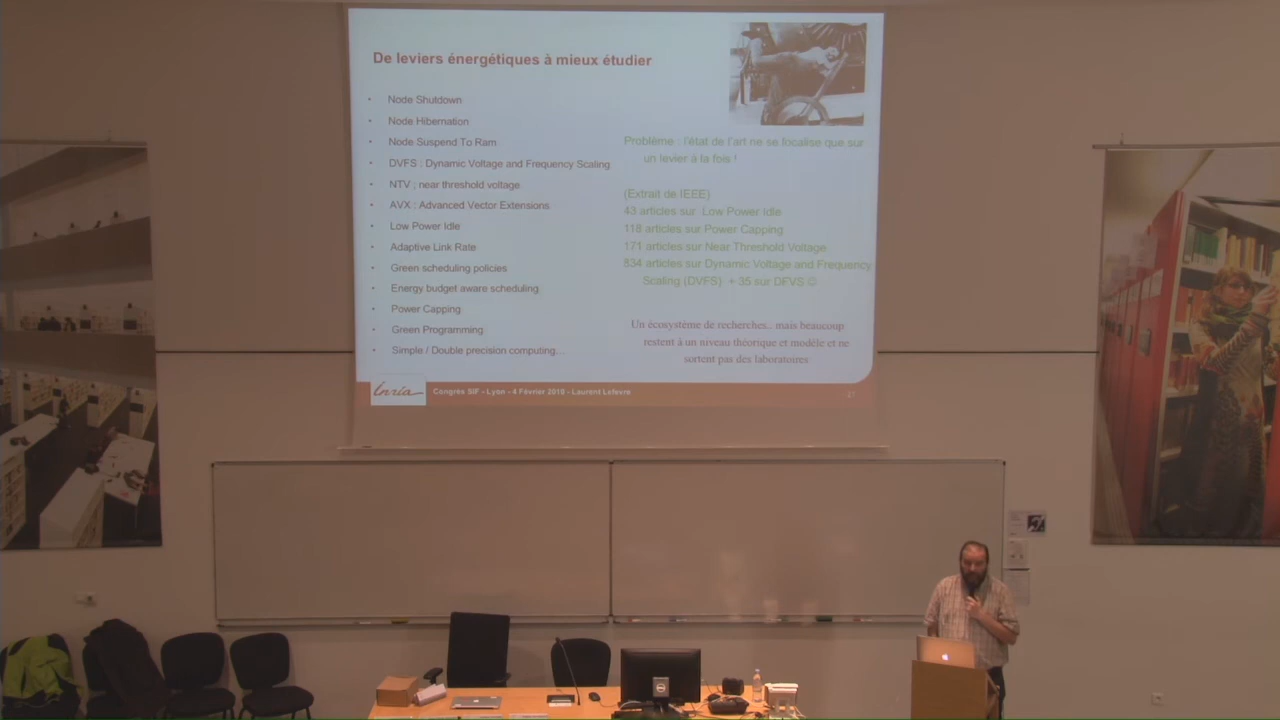 De leviers énergétiques à mieux étudier
Node Shutdown
Node Hibernation
Node Suspend To Ram
DVFS : Dynamic Voltage and Frequency Scaling
NTV : near threshold voltage
AVX : Advanced Vector Extensions
Low Power Idle
Adaptive Link Rate
Green scheduling policies
Energy budget aware scheduling
Power Capping
Green Programming
Simple / Double precision computing…
Problème : l'état de l'art ne se focalise que sur
un levier à la fois !
(Extrait de IEEE)
43 articles sur Low Power Idle
118 articles sur Power Capping
171 articles sur Near Threshold Voltage
834 articles sur Dynamic Voltage and Frequency
Scaling (DVFS) + 35 sur DFVS ☺
Un écosystème de recherches.. mais beaucoup
restent à un niveau théorique et modèle et ne
sortent pas des laboratoires
Inria
Congrès SIF - Lyon - 4 Février 2019 - Laurent Lefevre
27
DELL